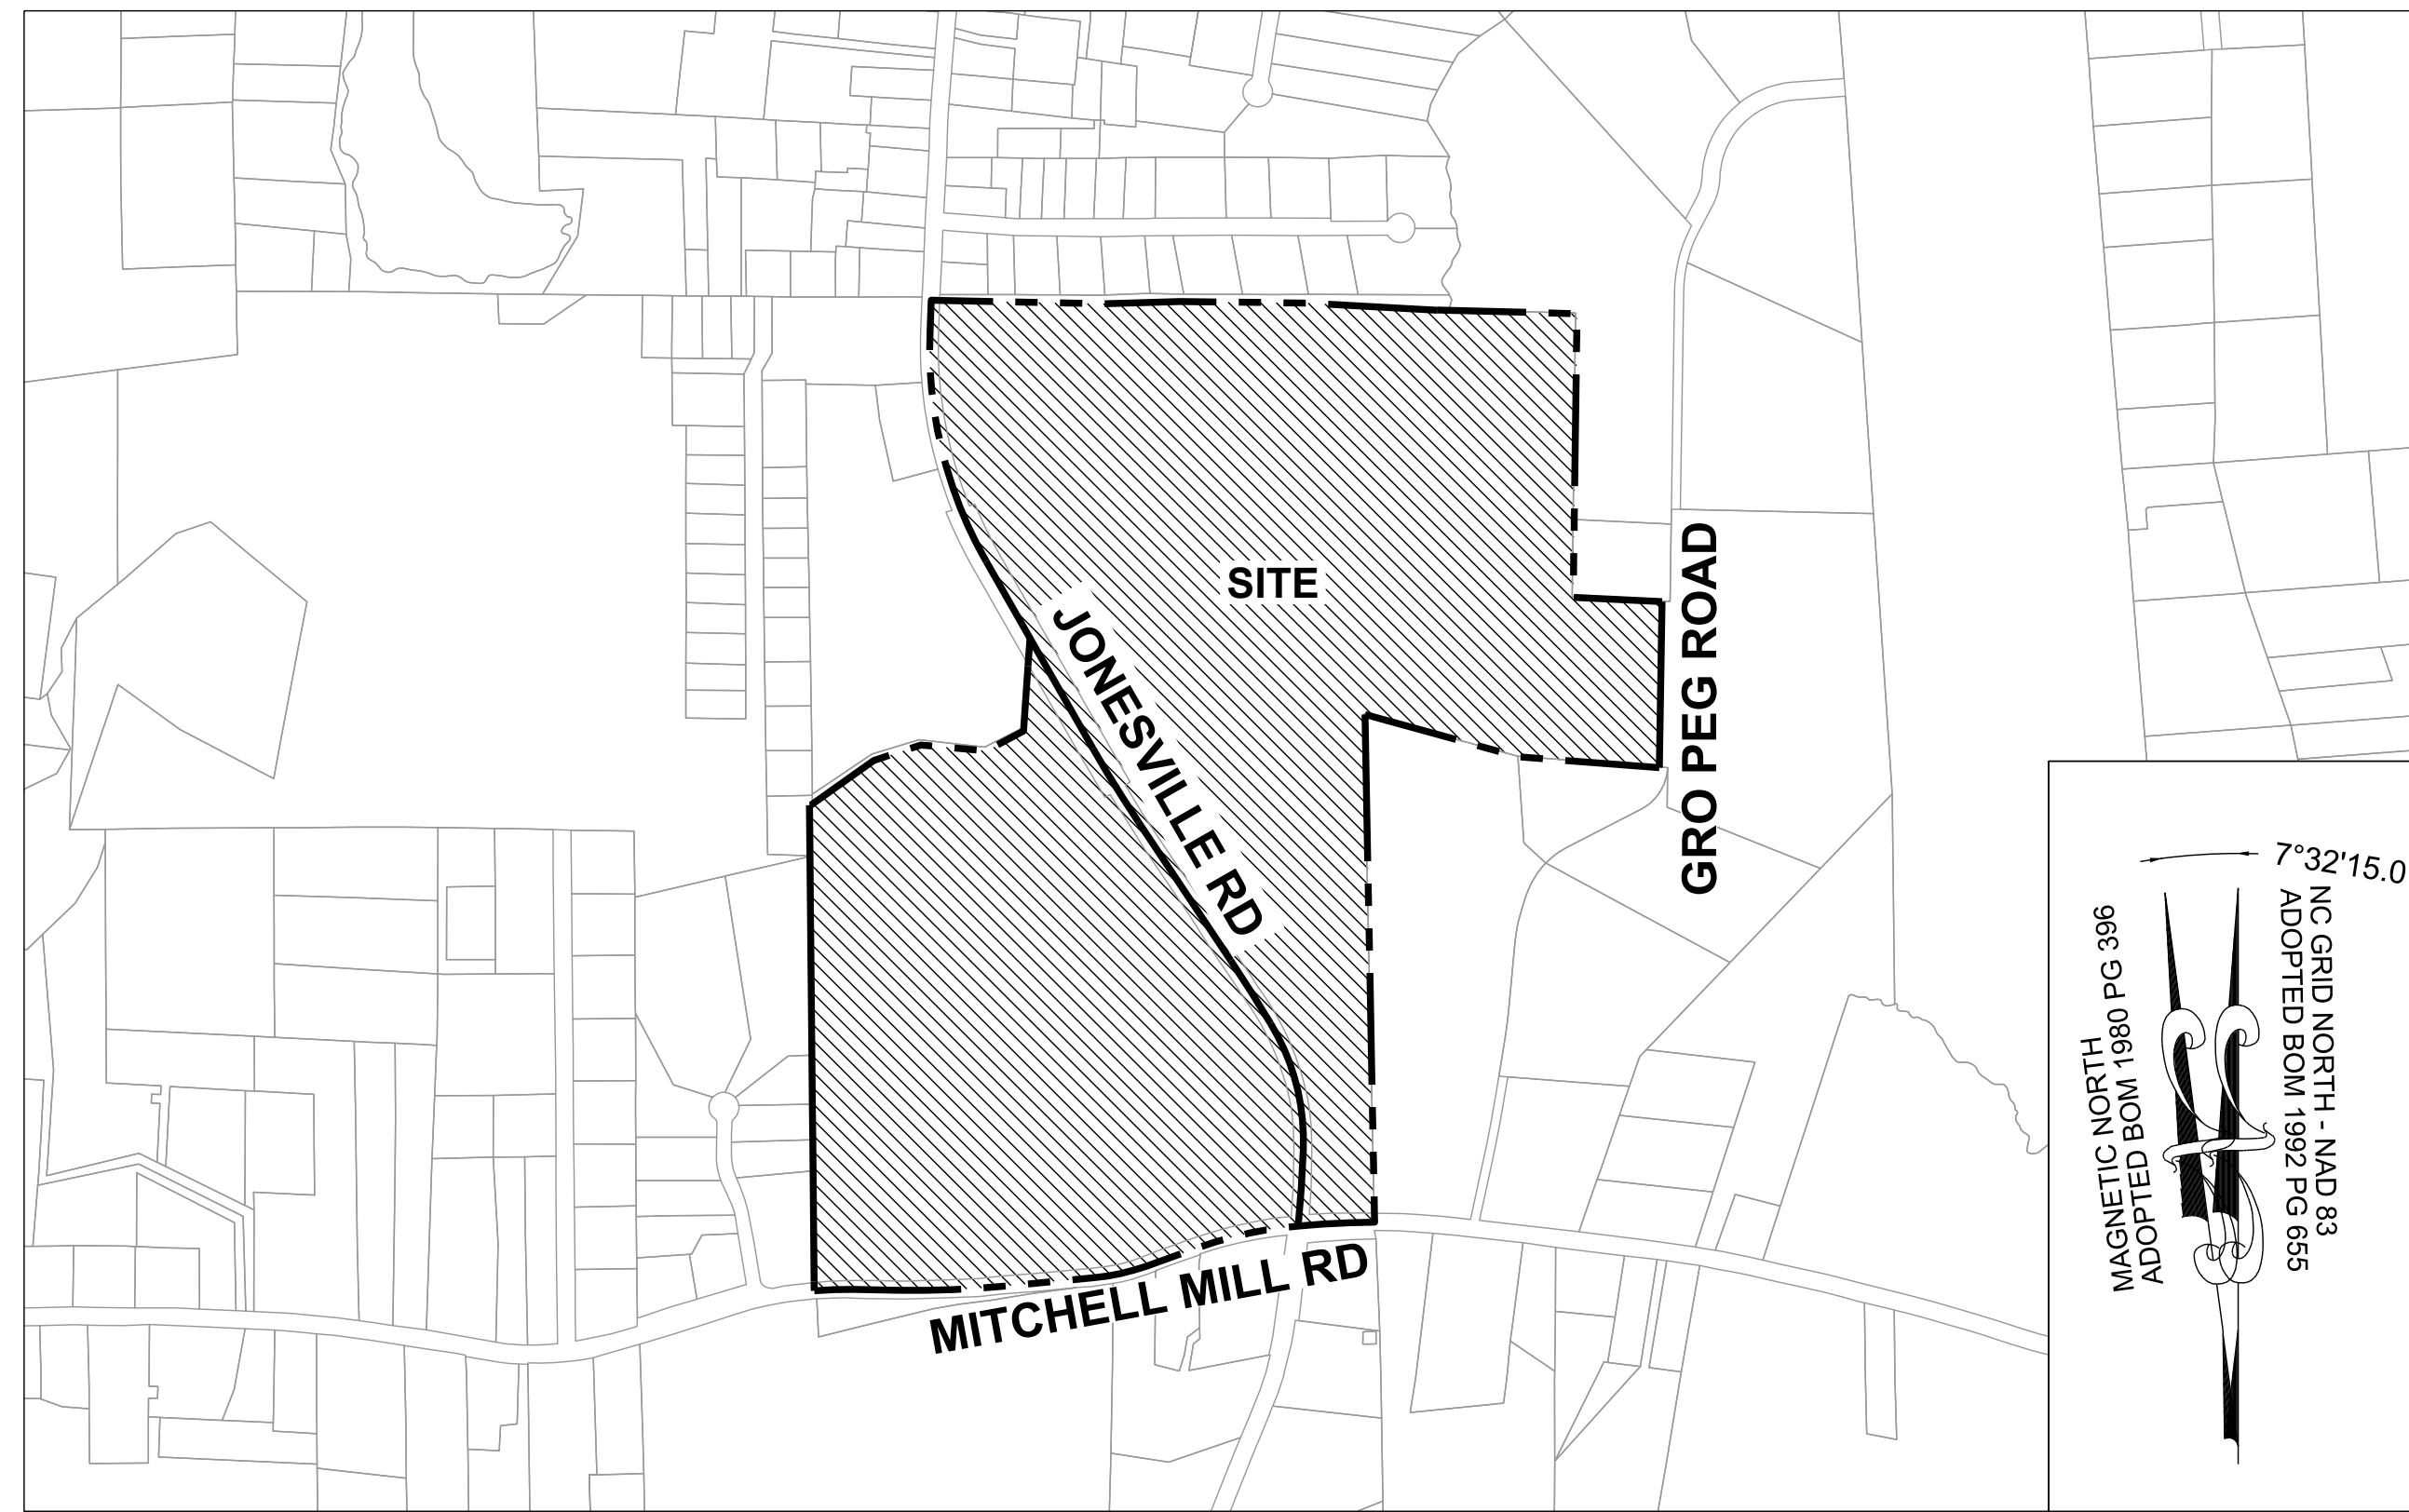 SITE
JONESVILLE RD
GRO PEG ROAD
MITCHELL MILL RD
7°32'15.0
NC GRID NORTH - NAD 83
ADOPTED BOM 1992 PG 655
MAGNETIC NORTH
ADOPTED BOM 1980 PG 396